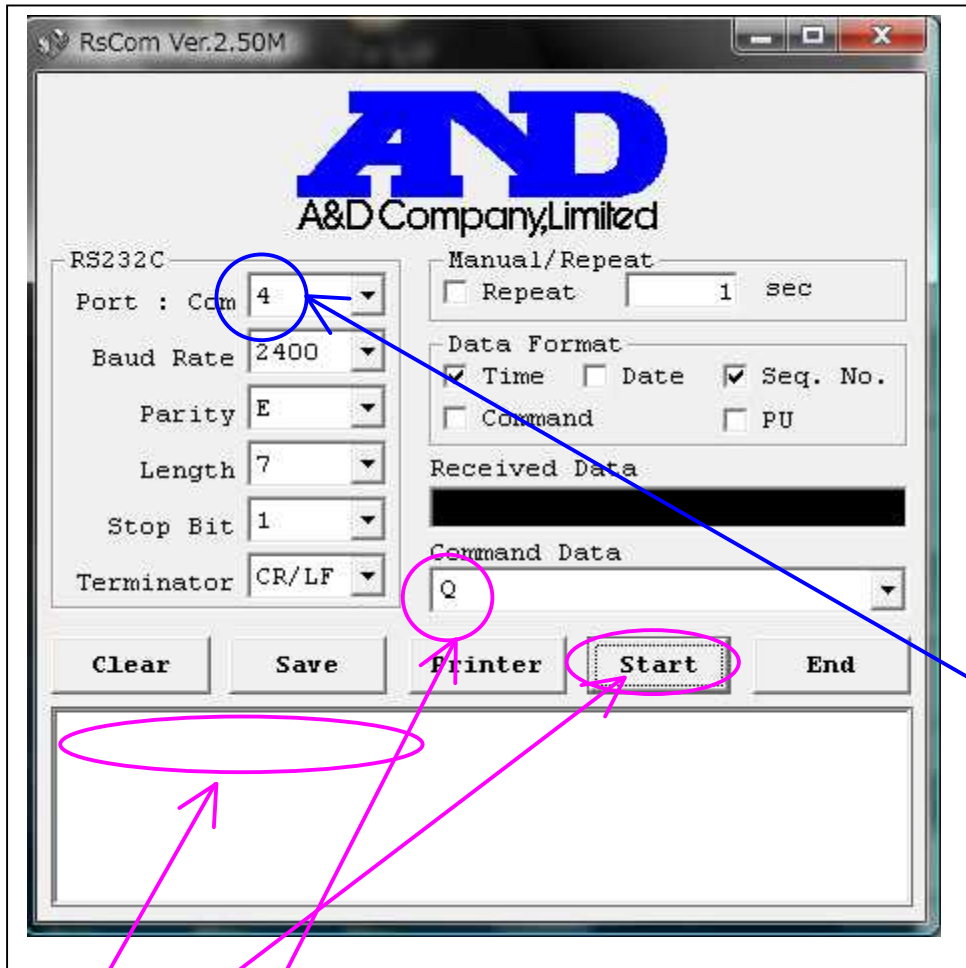 RsCom Ver.2.50M
AND
A&D Company,Limited
RS232C
Port : Com 4
Baud Rate 2400
Parity E
Length 7
Stop Bit 1
Terminator CR/LF
Manual/Repeat
Repeat 1 sec
Data Format
Time Date Seq. No.
Command PU
Received Data
Command Data
Q
Clear Save Printer Start End